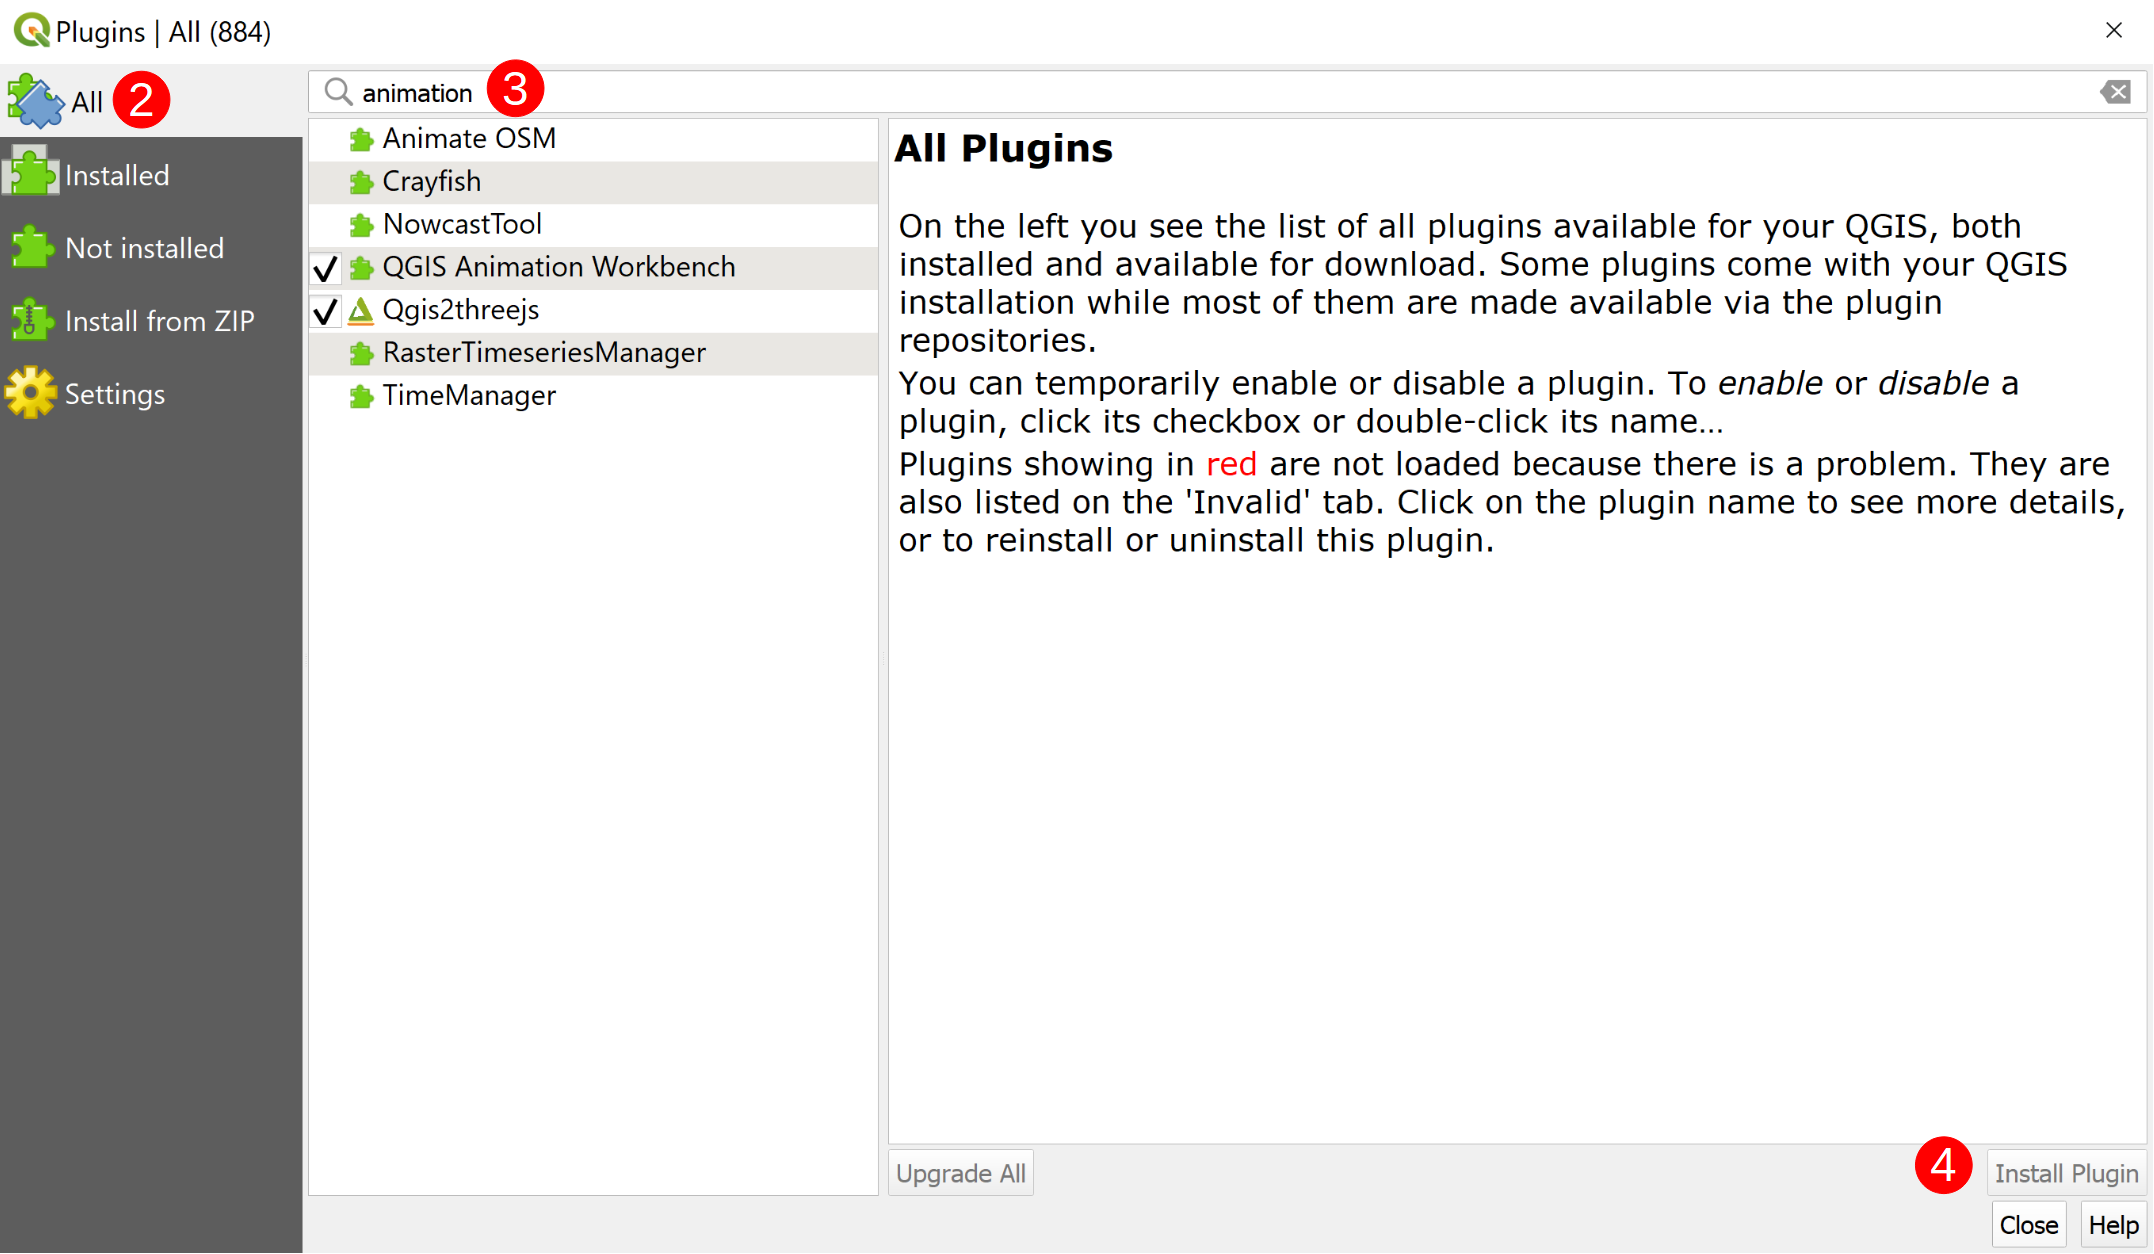 Plugins | All (884)
All 2
animation 3
Installed
Not installed
Install from ZIP
Settings
Animate OSM
Crayfish
NowcastTool
QGIS Animation Workbench
Qgis2threejs
RasterTimeseriesManager
TimeManager
All Plugins
On the left you see the list of all plugins available for your QGIS, both
installed and available for download. Some plugins come with your QGIS
installation while most of them are made available via the plugin
repositories.
You can temporarily enable or disable a plugin. To enable or disable a
plugin, click its checkbox or double-click its name...
Plugins showing in red are not loaded because there is a problem. They are
also listed on the 'Invalid' tab. Click on the plugin name to see more details,
or to reinstall or uninstall this plugin.
Upgrade All
4 Install Plugin
Close Help